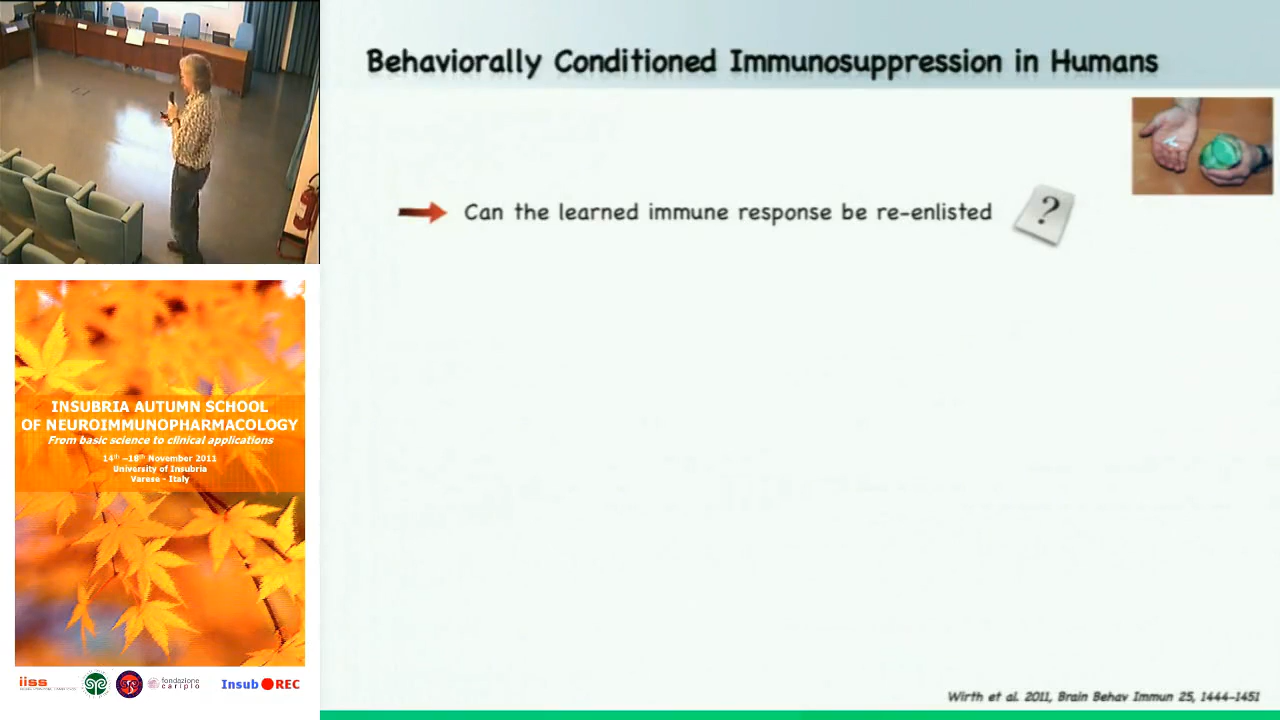 Behaviorally Conditioned Immunosuppression in Humans
Can the learned immune response be re-enlisted
?
INSUBRIA AUTUMN SCHOOL
OF NEUROIMMUNOPHARMACOLOGY
From basic science to clinical applications
14th –18th November 2011
University of Insubria
Varese - Italy
iiss
fondazione
cariplo
Insub REC
Wirth et al. 2011, Brain Behav Immun 25, 1444–1451